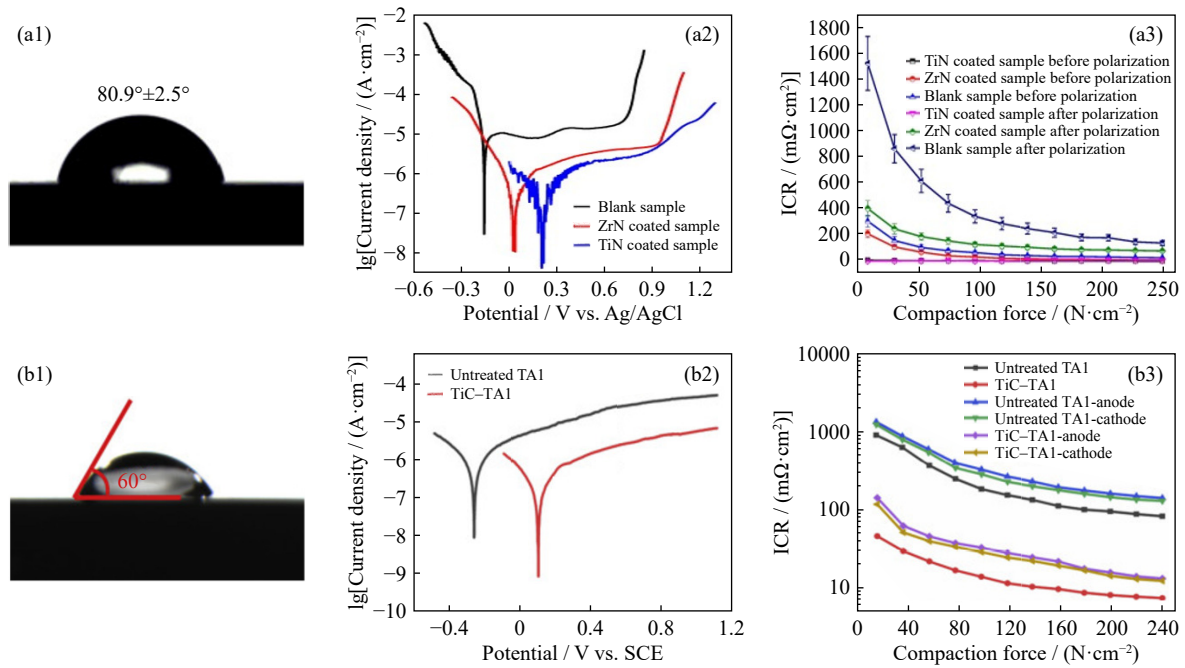 (a1)
80.9°±2.5°
(a2)
lg[Current density / (A·cm⁻²)]
−2
−3
−4
−5
−6
−7
−8
Blank sample
ZrN coated sample
TiN coated sample
−0.6
−0.3
0
0.3
0.6
0.9
1.2
Potential / V vs. Ag/AgCl
(a3)
ICR / (mΩ·cm²)]
1800
1600
1400
1200
1000
800
600
400
200
0
TiN coated sample before polarization
ZrN coated sample before polarization
Blank sample before polarization
TiN coated sample after polarization
ZrN coated sample after polarization
Blank sample after polarization
0
50
100
150
200
250
Compaction force / (N·cm⁻²)
(b1)
60°
(b2)
lg[Current density / (A·cm⁻²)]
−4
−5
−6
−7
−8
−9
−10
Untreated TA1
TiC–TA1
−0.4
0
0.4
0.8
1.2
Potential / V vs. SCE
(b3)
ICR / (mΩ·cm²)]
10000
1000
100
10
Untreated TA1
TiC–TA1
Untreated TA1-anode
Untreated TA1-cathode
TiC–TA1-anode
TiC–TA1-cathode
0
40
80
120
160
200
240
Compaction force / (N·cm⁻²)